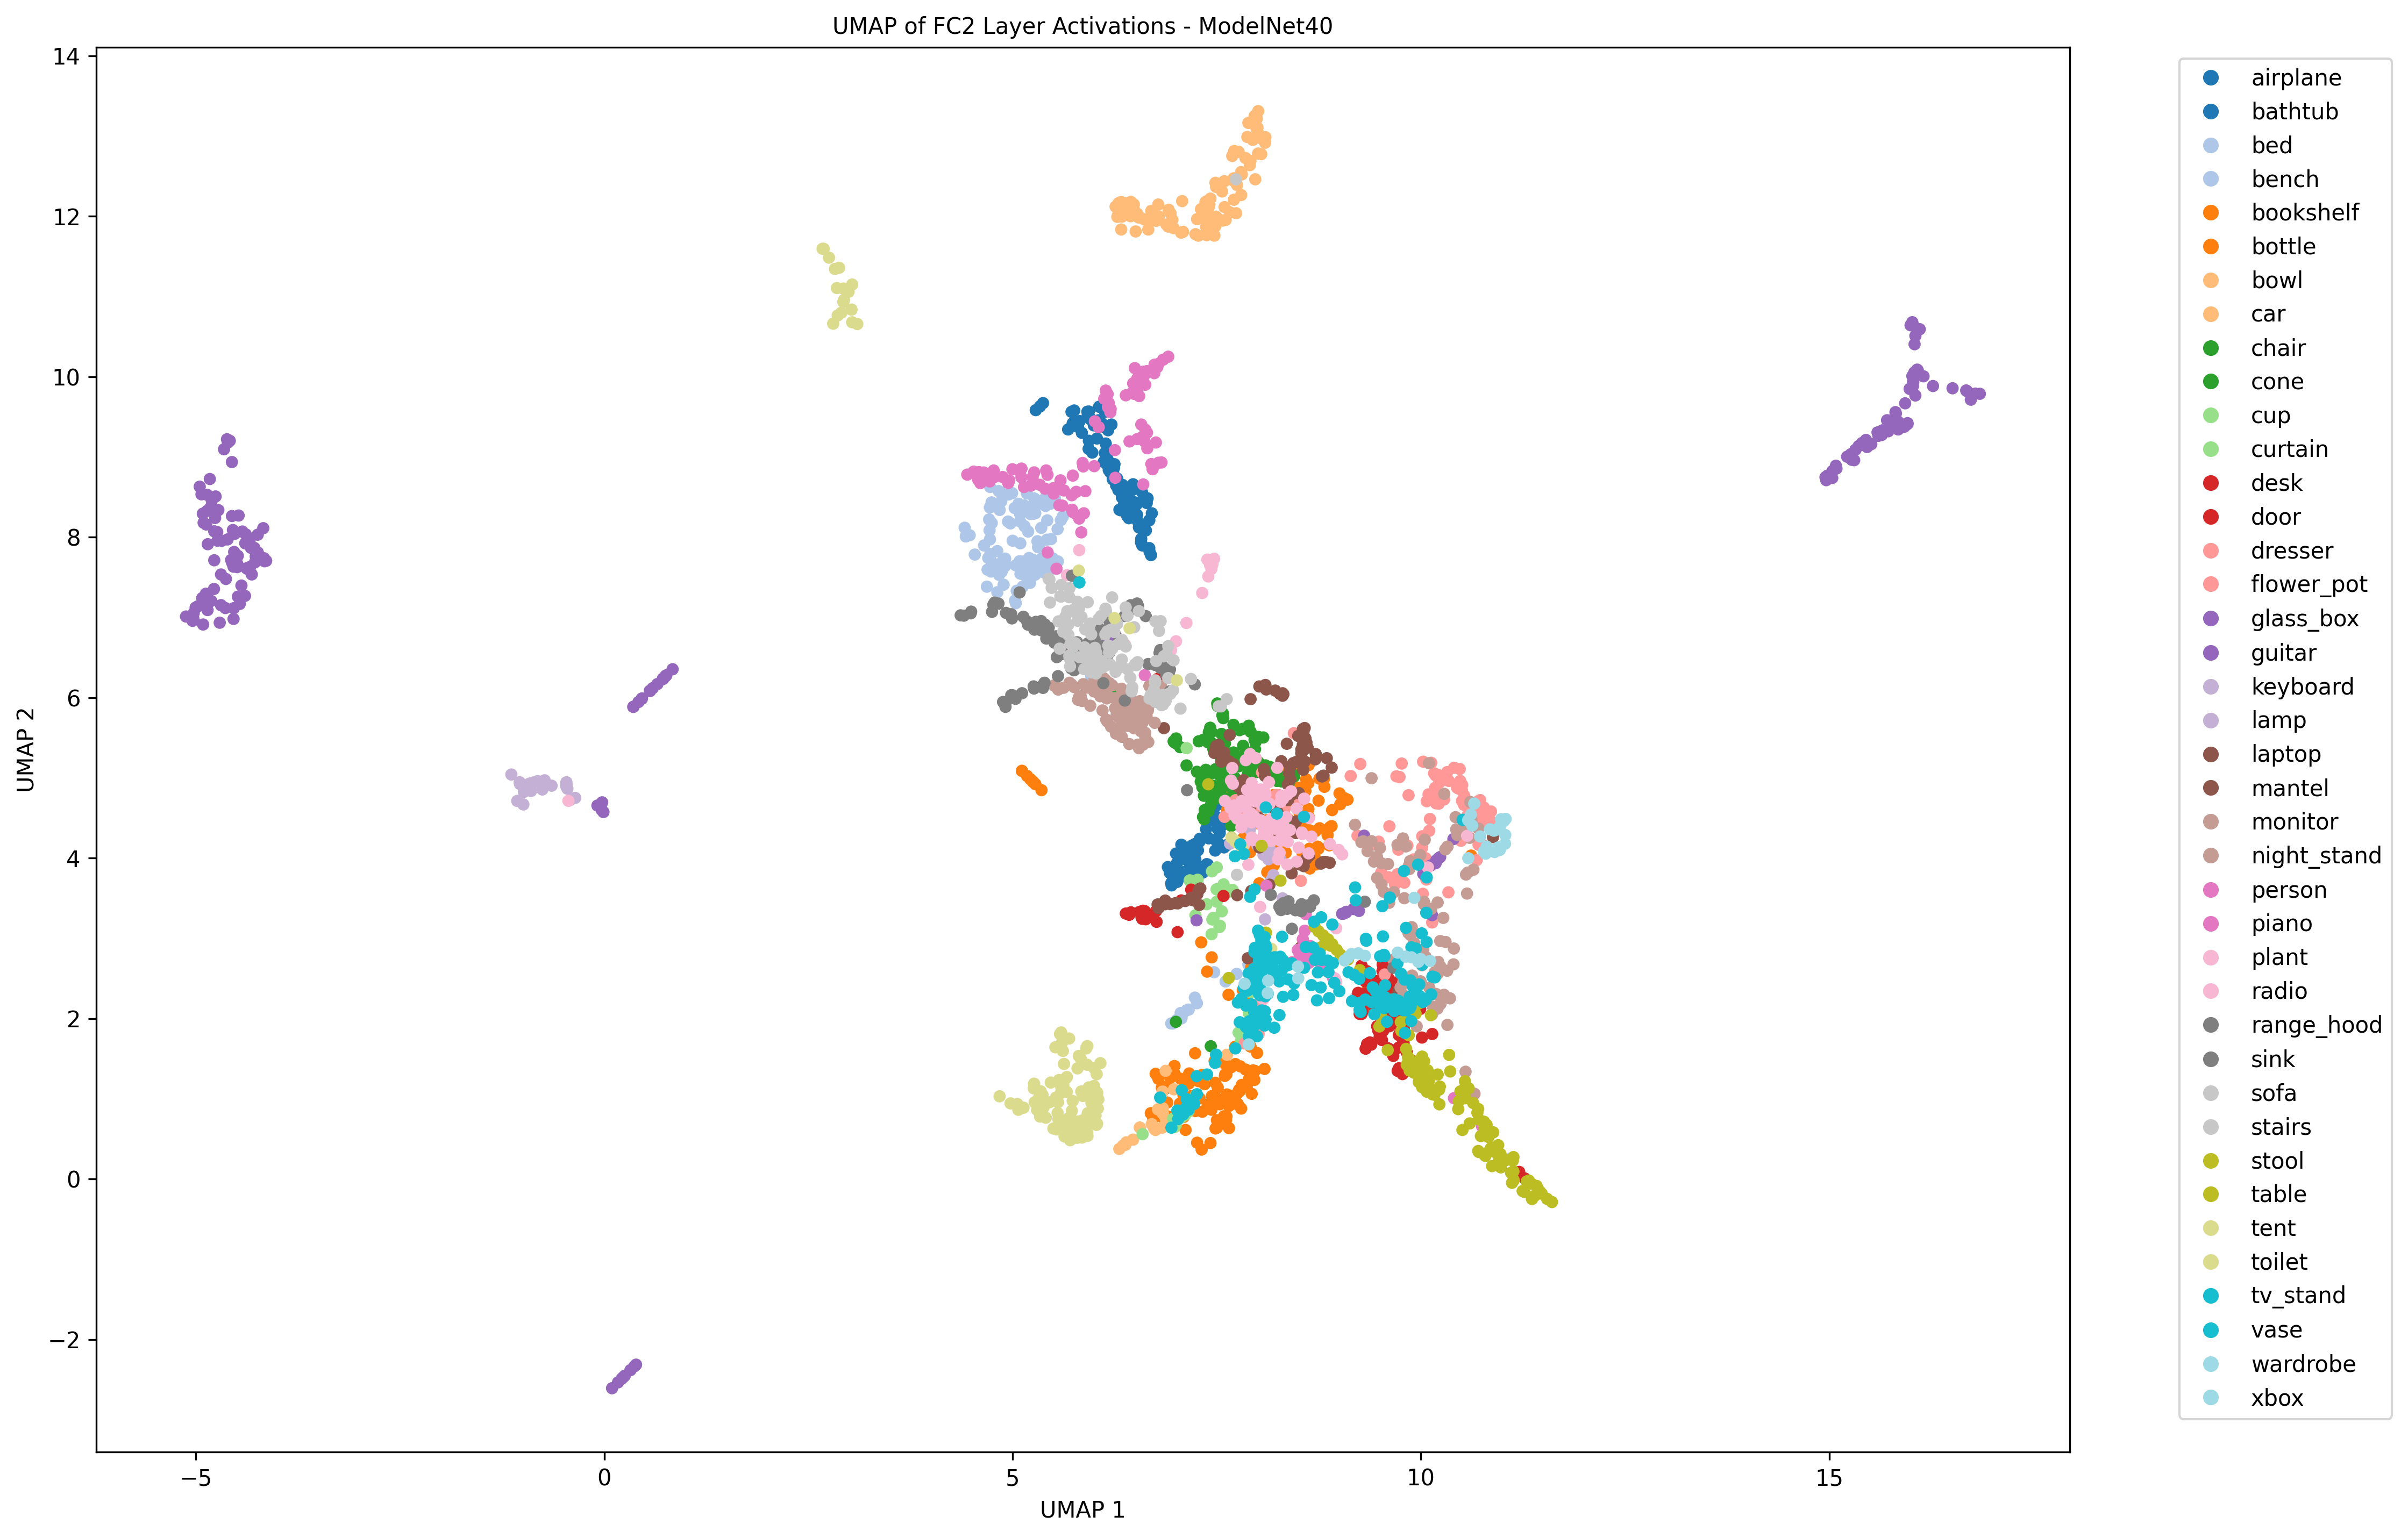 UMAP of FC2 Layer Activations - ModelNet40
14
12
10
8
6
4
2
0
−2
UMAP 2
−5
0
5
10
15
UMAP 1
airplane
bathtub
bed
bench
bookshelf
bottle
bowl
car
chair
cone
cup
curtain
desk
door
dresser
flower_pot
glass_box
guitar
keyboard
lamp
laptop
mantel
monitor
night_stand
person
piano
plant
radio
range_hood
sink
sofa
stairs
stool
table
tent
toilet
tv_stand
vase
wardrobe
xbox